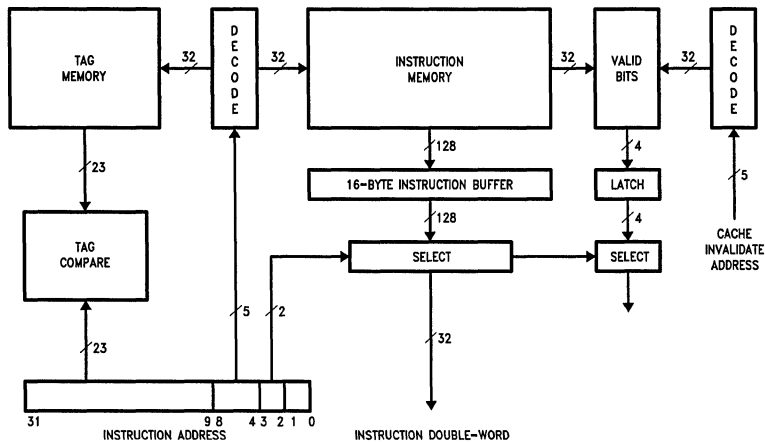 TAG
MEMORY
32
DECODE
32
INSTRUCTION
MEMORY
32
VALID
BITS
32
DECODE
23
128
4
5
16-BYTE INSTRUCTION BUFFER
LATCH
128
4
TAG
COMPARE
SELECT
SELECT
CACHE
INVALIDATE
ADDRESS
5
2
23
32
31
9 8
4 3
2 1
0
INSTRUCTION ADDRESS
INSTRUCTION DOUBLE-WORD